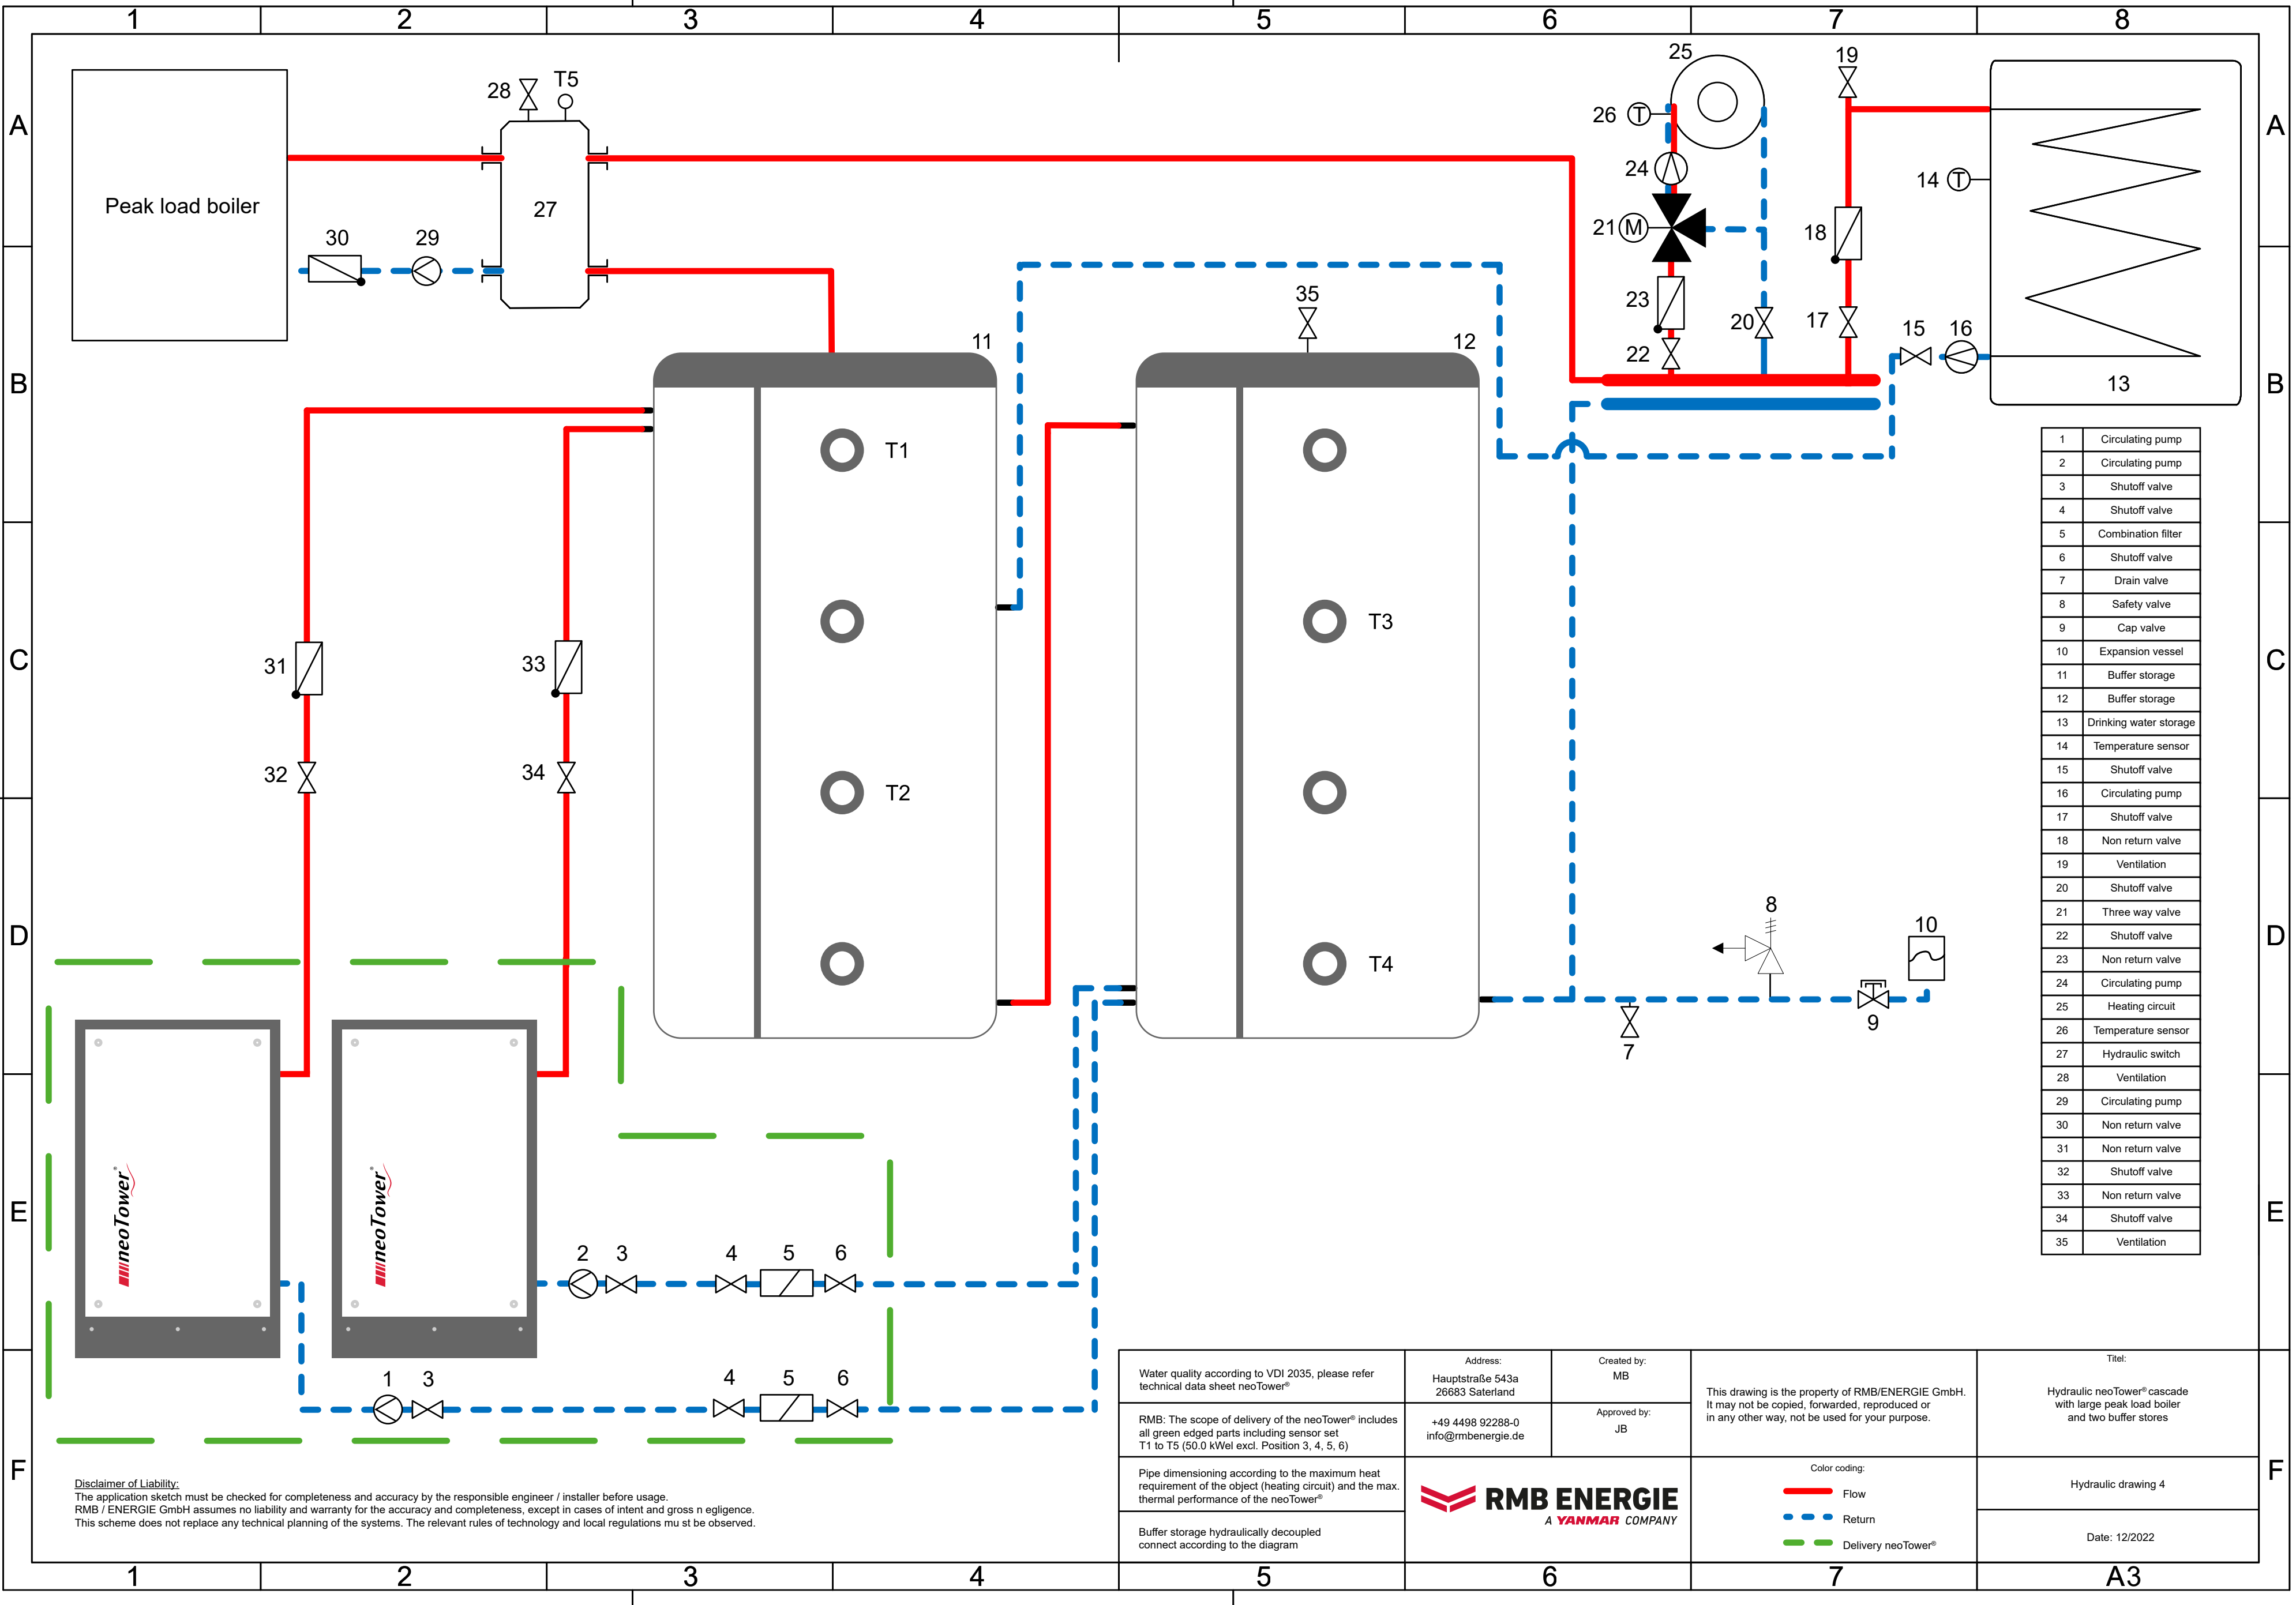 1 2 3 4 5 6 7 8
A A
B B
C C
D D
E E
F F
1 2 3 4 5 6 7 A3
Peak load boiler
28
T5
27
30
29
25
26
T
24
21
M
23
22
20
19
18
17
14
T
15
16
13
11
12
35
T1
T2
T3
T4
31
33
32
34
8
10
9
7
neoTower®
neoTower®
2 3 4 5 6
1 3 4 5 6
1 Circulating pump
2 Circulating pump
3 Shutoff valve
4 Shutoff valve
5 Combination filter
6 Shutoff valve
7 Drain valve
8 Safety valve
9 Cap valve
10 Expansion vessel
11 Buffer storage
12 Buffer storage
13 Drinking water storage
14 Temperature sensor
15 Shutoff valve
16 Circulating pump
17 Shutoff valve
18 Non return valve
19 Ventilation
20 Shutoff valve
21 Three way valve
22 Shutoff valve
23 Non return valve
24 Circulating pump
25 Heating circuit
26 Temperature sensor
27 Hydraulic switch
28 Ventilation
29 Circulating pump
30 Non return valve
31 Non return valve
32 Shutoff valve
33 Non return valve
34 Shutoff valve
35 Ventilation
Disclaimer of Liability:
The application sketch must be checked for completeness and accuracy by the responsible engineer / installer before usage.
RMB / ENERGIE GmbH assumes no liability and warranty for the accuracy and completeness, except in cases of intent and gross n egligence.
This scheme does not replace any technical planning of the systems. The relevant rules of technology and local regulations mu st be observed.
Water quality according to VDI 2035, please refer
technical data sheet neoTower®
RMB: The scope of delivery of the neoTower® includes
all green edged parts including sensor set
T1 to T5 (50.0 kWel excl. Position 3, 4, 5, 6)
Pipe dimensioning according to the maximum heat
requirement of the object (heating circuit) and the max.
thermal performance of the neoTower®
Buffer storage hydraulically decoupled
connect according to the diagram
Address:
Hauptstraße 543a
26683 Saterland
+49 4498 92288-0
info@rmbenergie.de
Created by:
MB
Approved by:
JB
RMB ENERGIE
A YANMAR COMPANY
This drawing is the property of RMB/ENERGIE GmbH.
It may not be copied, forwarded, reproduced or
in any other way, not be used for your purpose.
Color coding:
Flow
Return
Delivery neoTower®
Titel:
Hydraulic neoTower® cascade
with large peak load boiler
and two buffer stores
Hydraulic drawing 4
Date: 12/2022